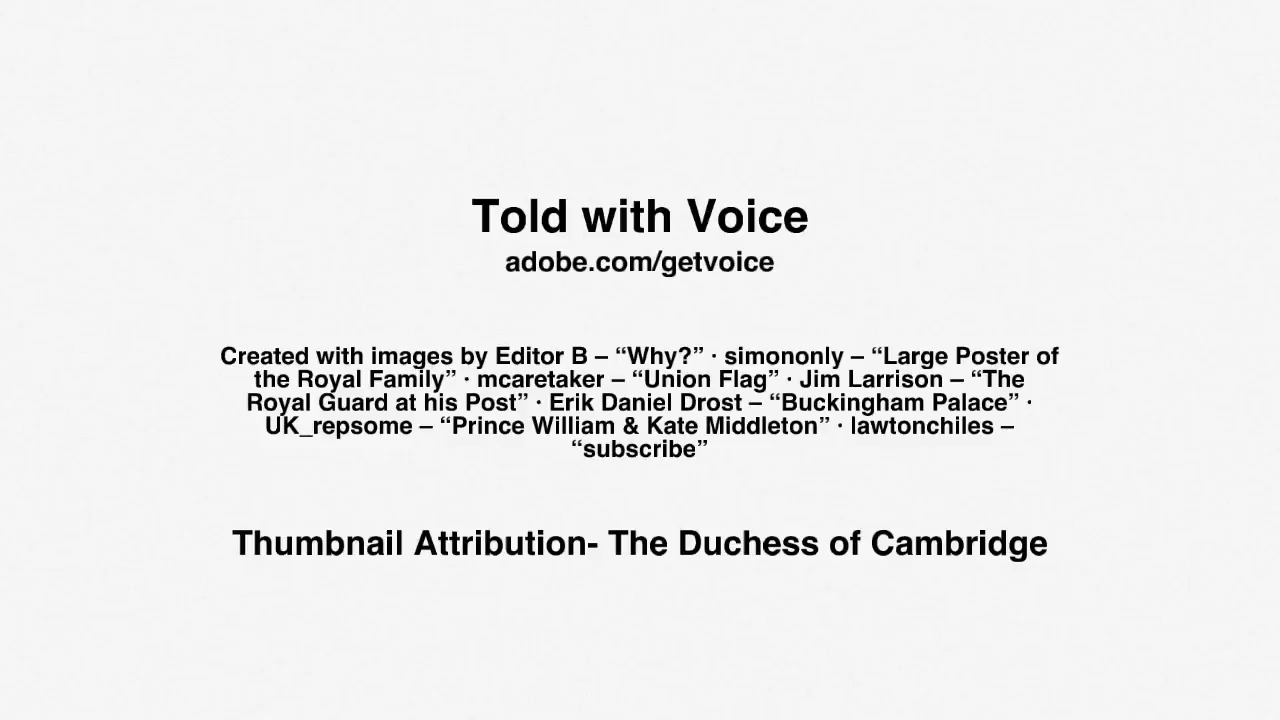 Told with Voice
adobe.com/getvoice
Created with images by Editor B – “Why?” · simononly – “Large Poster of
the Royal Family” · mcaretaker – “Union Flag” · Jim Larrison – “The
Royal Guard at his Post” · Erik Daniel Drost – “Buckingham Palace” ·
UK_repsome – “Prince William & Kate Middleton” · lawtonchiles –
“subscribe”
Thumbnail Attribution- The Duchess of Cambridge